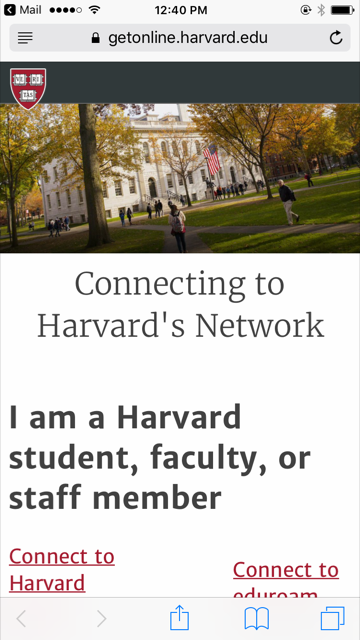 Mail 12:40 PM
getonline.harvard.edu
VE RI
TAS
Connecting to
Harvard's Network
I am a Harvard
student, faculty, or
staff member
Connect to
Harvard
Connect to
eduroam